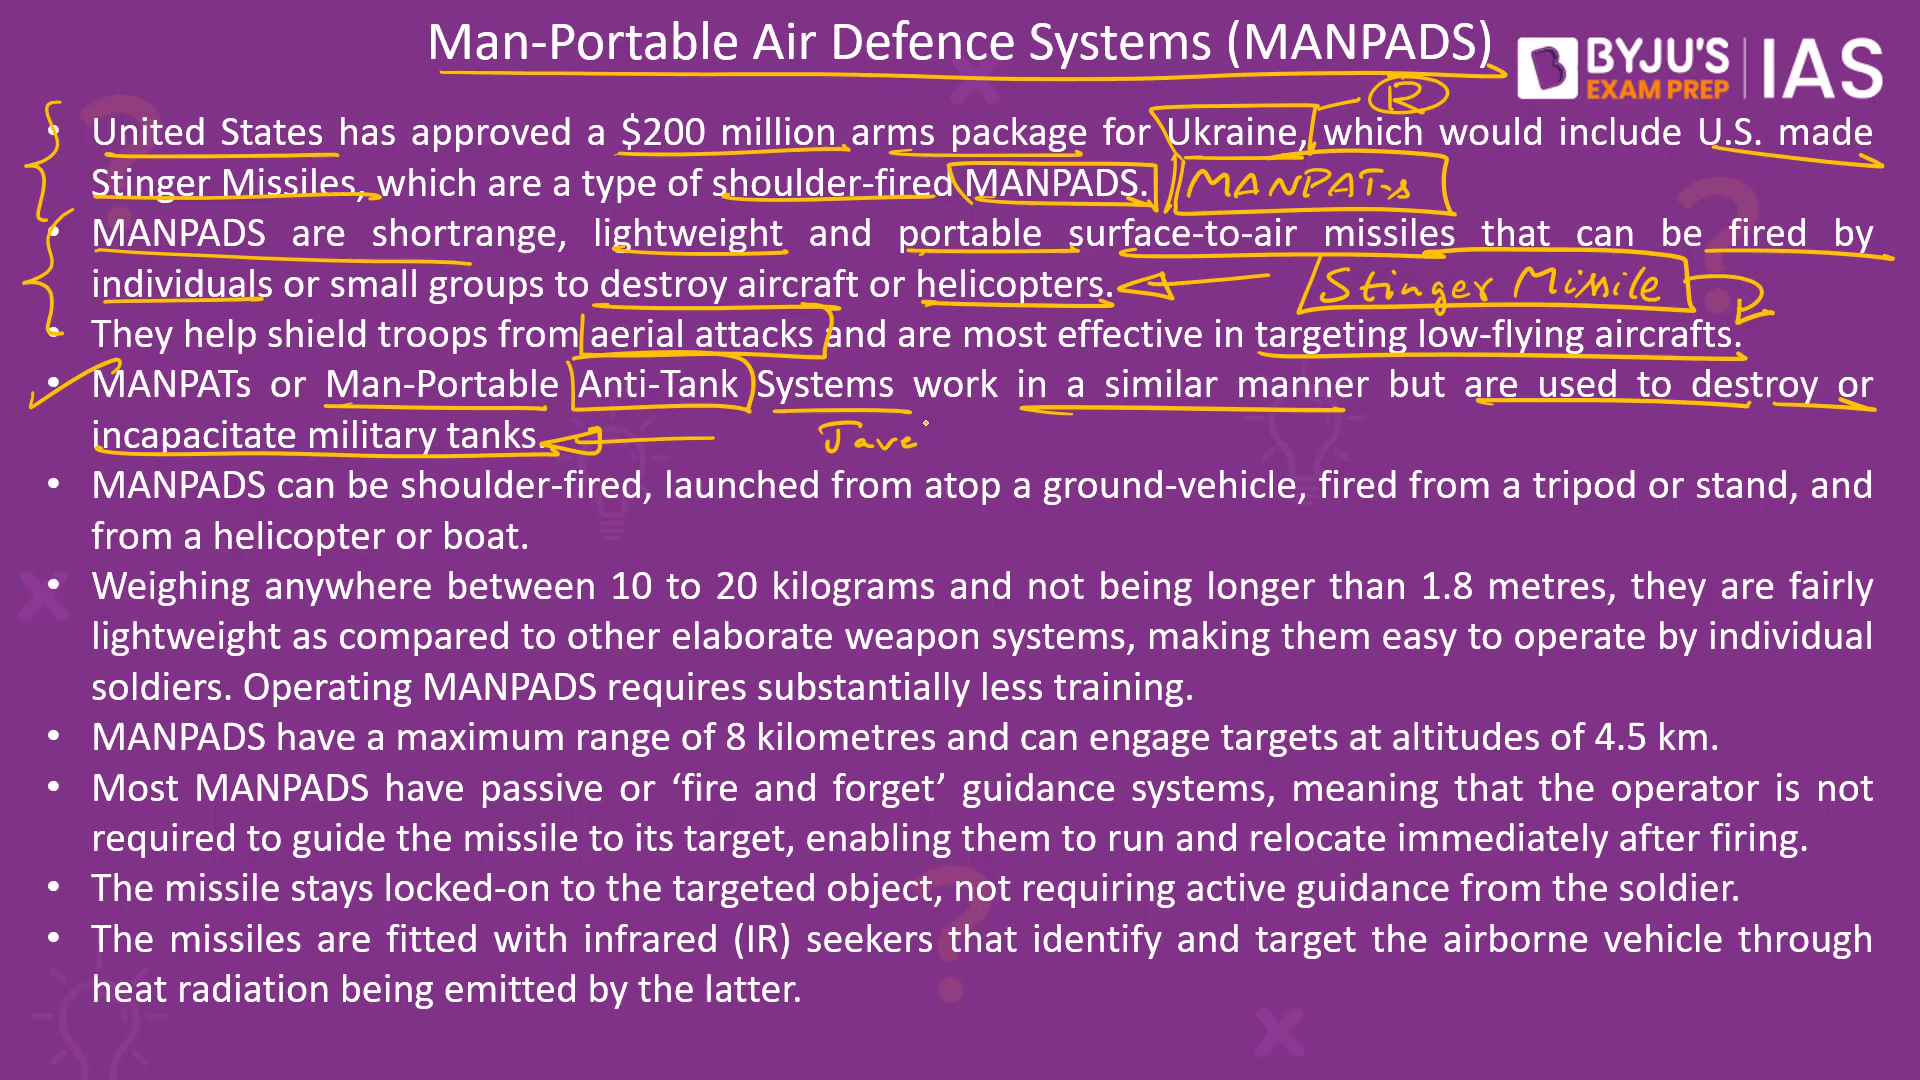 Man-Portable Air Defence Systems (MANPADS)
BYJU'S
EXAM PREP
IAS
R
• United States has approved a $200 million arms package for Ukraine, which would include U.S. made
Stinger Missiles, which are a type of shoulder-fired MANPADS. MANPAT-s
• MANPADS are shortrange, lightweight and portable surface-to-air missiles that can be fired by
individuals or small groups to destroy aircraft or helicopters. Stinger Missile
• They help shield troops from aerial attacks and are most effective in targeting low-flying aircrafts.
• MANPATs or Man-Portable Anti-Tank Systems work in a similar manner but are used to destroy or
incapacitate military tanks. Jave
• MANPADS can be shoulder-fired, launched from atop a ground-vehicle, fired from a tripod or stand, and
from a helicopter or boat.
• Weighing anywhere between 10 to 20 kilograms and not being longer than 1.8 metres, they are fairly
lightweight as compared to other elaborate weapon systems, making them easy to operate by individual
soldiers. Operating MANPADS requires substantially less training.
• MANPADS have a maximum range of 8 kilometres and can engage targets at altitudes of 4.5 km.
• Most MANPADS have passive or ‘fire and forget’ guidance systems, meaning that the operator is not
required to guide the missile to its target, enabling them to run and relocate immediately after firing.
• The missile stays locked-on to the targeted object, not requiring active guidance from the soldier.
• The missiles are fitted with infrared (IR) seekers that identify and target the airborne vehicle through
heat radiation being emitted by the latter.